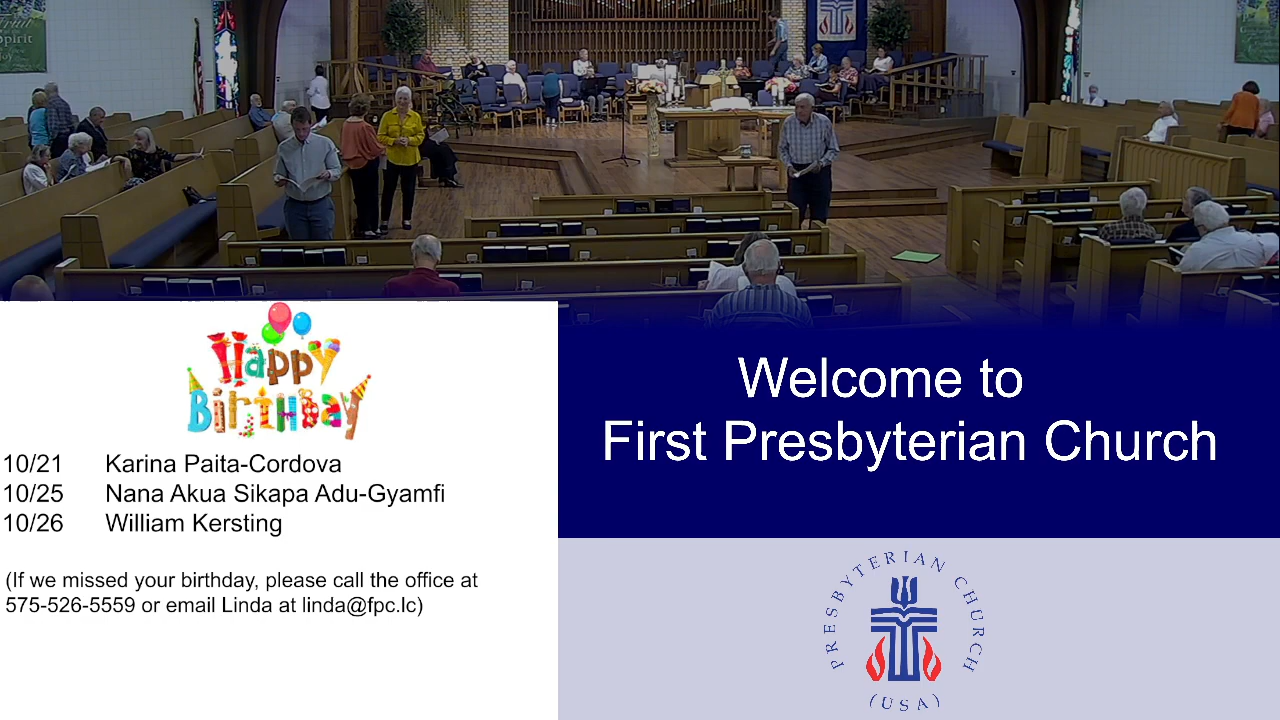 Spirit
Happy
Birthday
10/21 Karina Paita-Cordova
10/25 Nana Akua Sikapa Adu-Gyamfi
10/26 William Kersting
(If we missed your birthday, please call the office at
575-526-5559 or email Linda at linda@fpc.lc)
Welcome to
First Presbyterian Church
PRESBYTERIAN CHURCH
(USA)